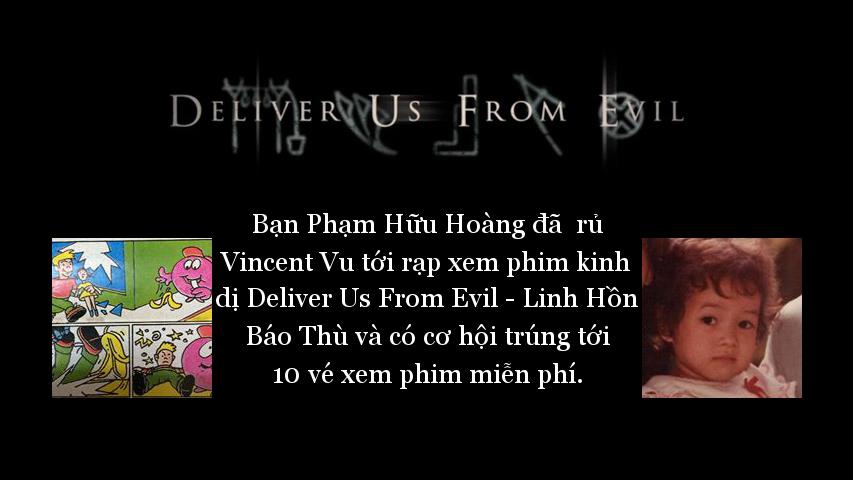 DELIVER US FROM EVIL
Bạn Phạm Hữu Hoàng đã rủ
Vincent Vu tới rạp xem phim kinh
dị Deliver Us From Evil - Linh Hồn
Báo Thù và có cơ hội trúng tới
10 vé xem phim miễn phí.